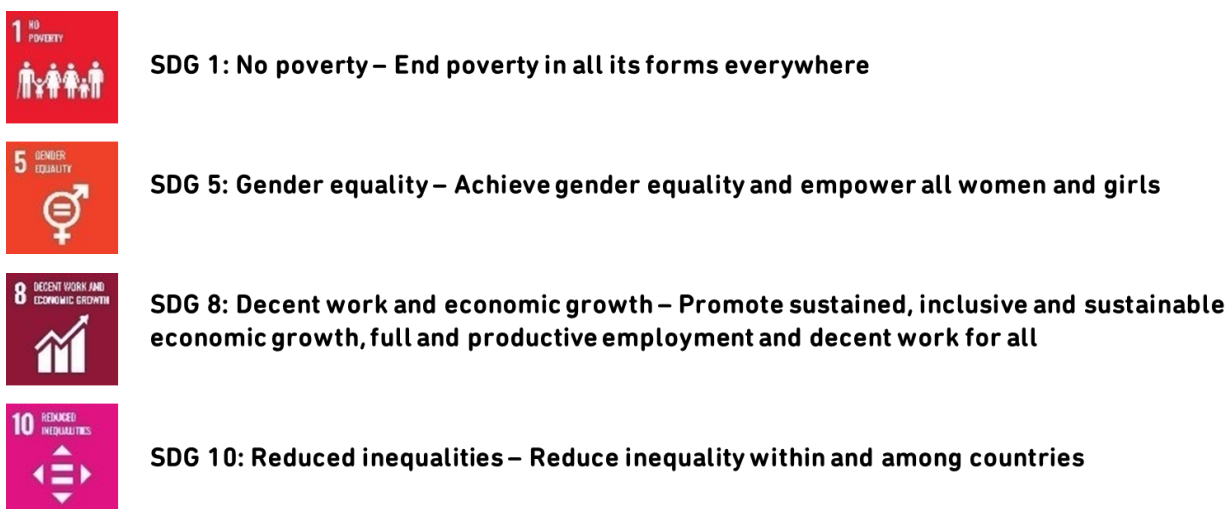 1 NO
POVERTY
SDG 1: No poverty – End poverty in all its forms everywhere
5 GENDER
EQUALITY
SDG 5: Gender equality – Achieve gender equality and empower all women and girls
8 DECENT WORK AND
ECONOMIC GROWTH
SDG 8: Decent work and economic growth – Promote sustained, inclusive and sustainable
economic growth, full and productive employment and decent work for all
10 REDUCED
INEQUALITIES
SDG 10: Reduced inequalities – Reduce inequality within and among countries